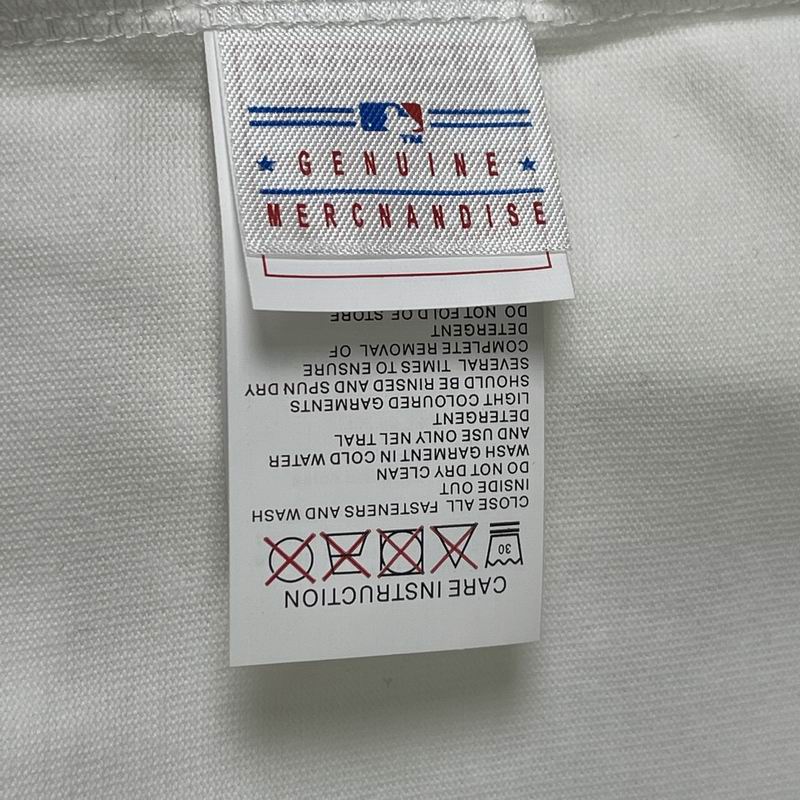 TM
GENUINE
MERCNANDISE
CARE INSTRUCTION
30
CLOSE ALL FASTENERS AND WASH
INSIDE OUT
DO NOT DRY CLEAN
WASH GARMENT IN COLD WATER
AND USE ONLY NEL TRAL
DETERGENT
LIGHT COLOURED GARMENTS
SHOULD BE RINSED AND SPUN DRY
SEVERAL TIMES TO ENSURE
COMPLETE REMOVAL OF
DETERGENT
DO NOT FOLD OF STORE